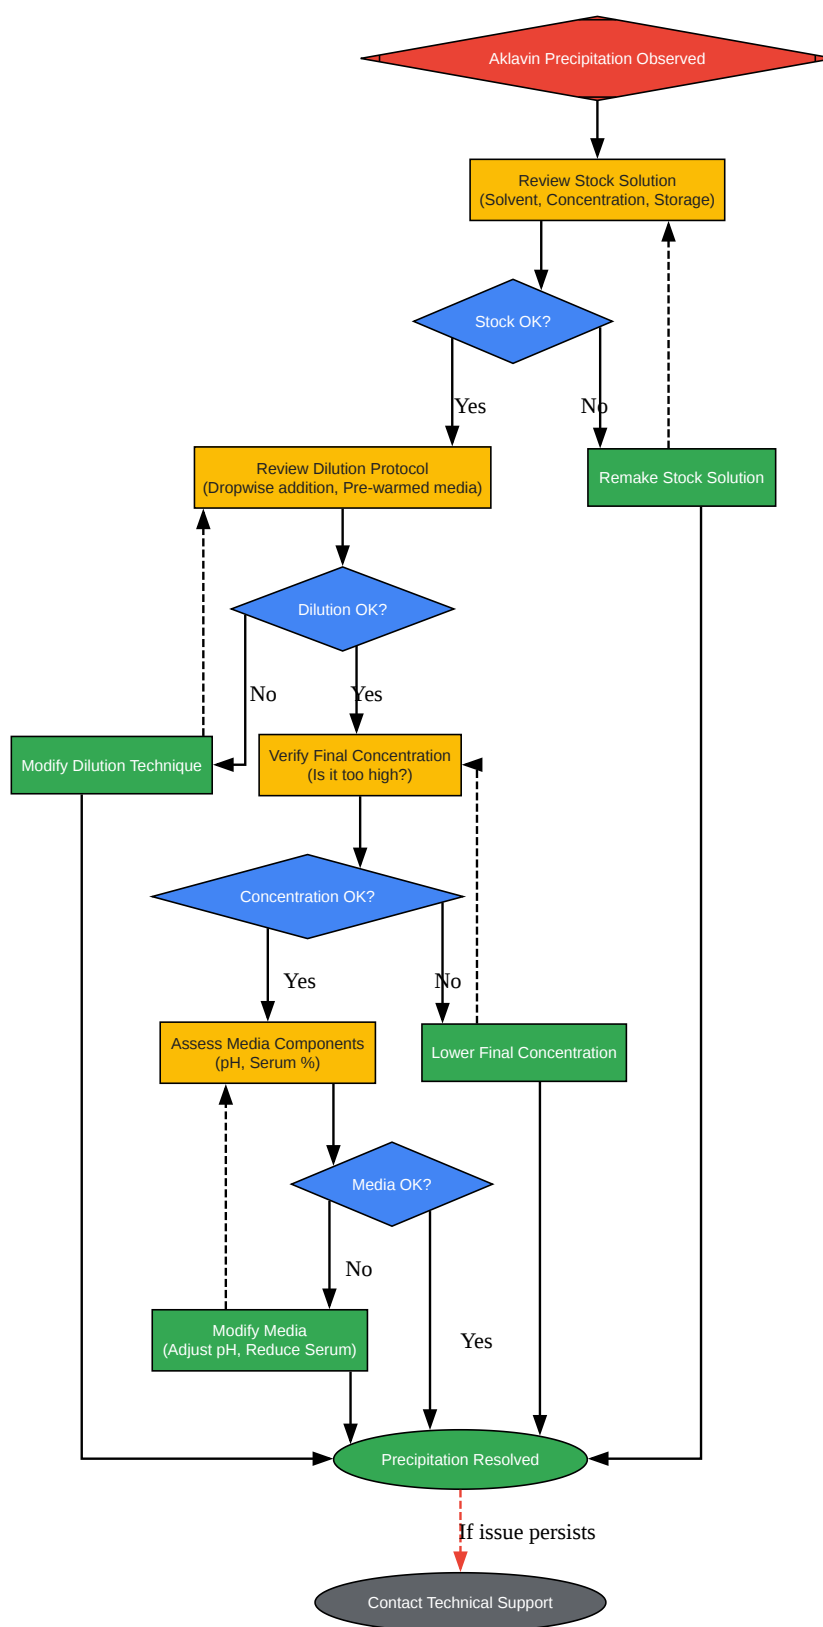 Aklavin Precipitation Observed
Review Stock Solution
(Solvent, Concentration, Storage)
Stock OK?
Yes
No
Review Dilution Protocol
(Dropwise addition, Pre-warmed media)
Remake Stock Solution
Dilution OK?
No
Yes
Modify Dilution Technique
Verify Final Concentration
(Is it too high?)
Concentration OK?
Yes
No
Assess Media Components
(pH, Serum %)
Lower Final Concentration
Media OK?
No
Yes
Modify Media
(Adjust pH, Reduce Serum)
Precipitation Resolved
If issue persists
Contact Technical Support